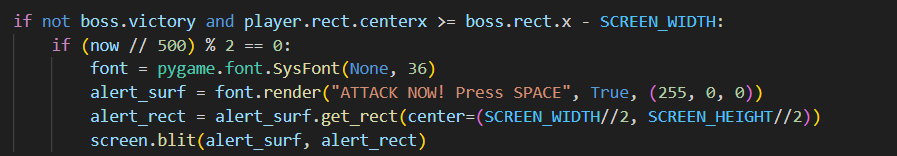 if not boss.victory and player.rect.centerx >= boss.rect.x - SCREEN_WIDTH:
    if (now // 500) % 2 == 0:
        font = pygame.font.SysFont(None, 36)
        alert_surf = font.render("ATTACK NOW! Press SPACE", True, (255, 0, 0))
        alert_rect = alert_surf.get_rect(center=(SCREEN_WIDTH//2, SCREEN_HEIGHT//2))
        screen.blit(alert_surf, alert_rect)